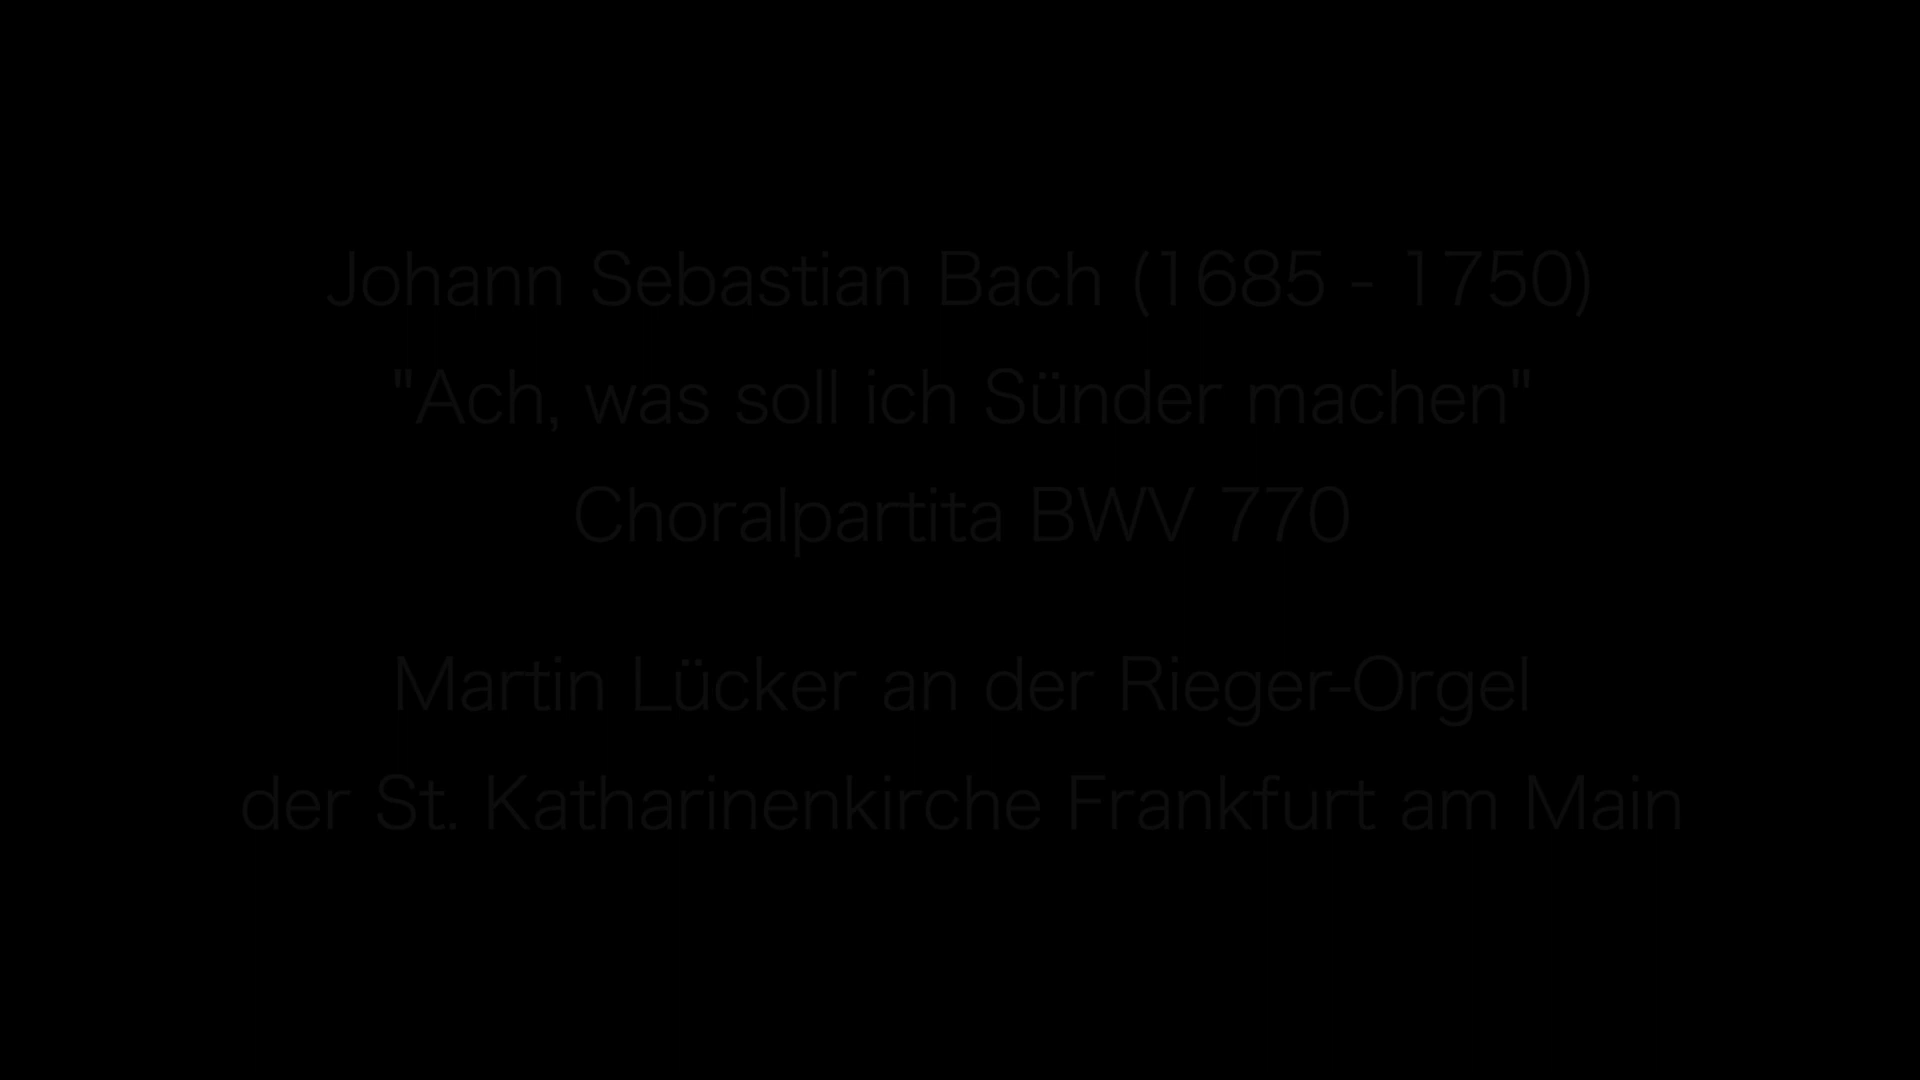 Johann Sebastian Bach (1685 - 1750)
"Ach, was soll ich Sünder machen"
Choralpartita BWV 770
Martin Lücker an der Rieger-Orgel
der St. Katharinenkirche Frankfurt am Main